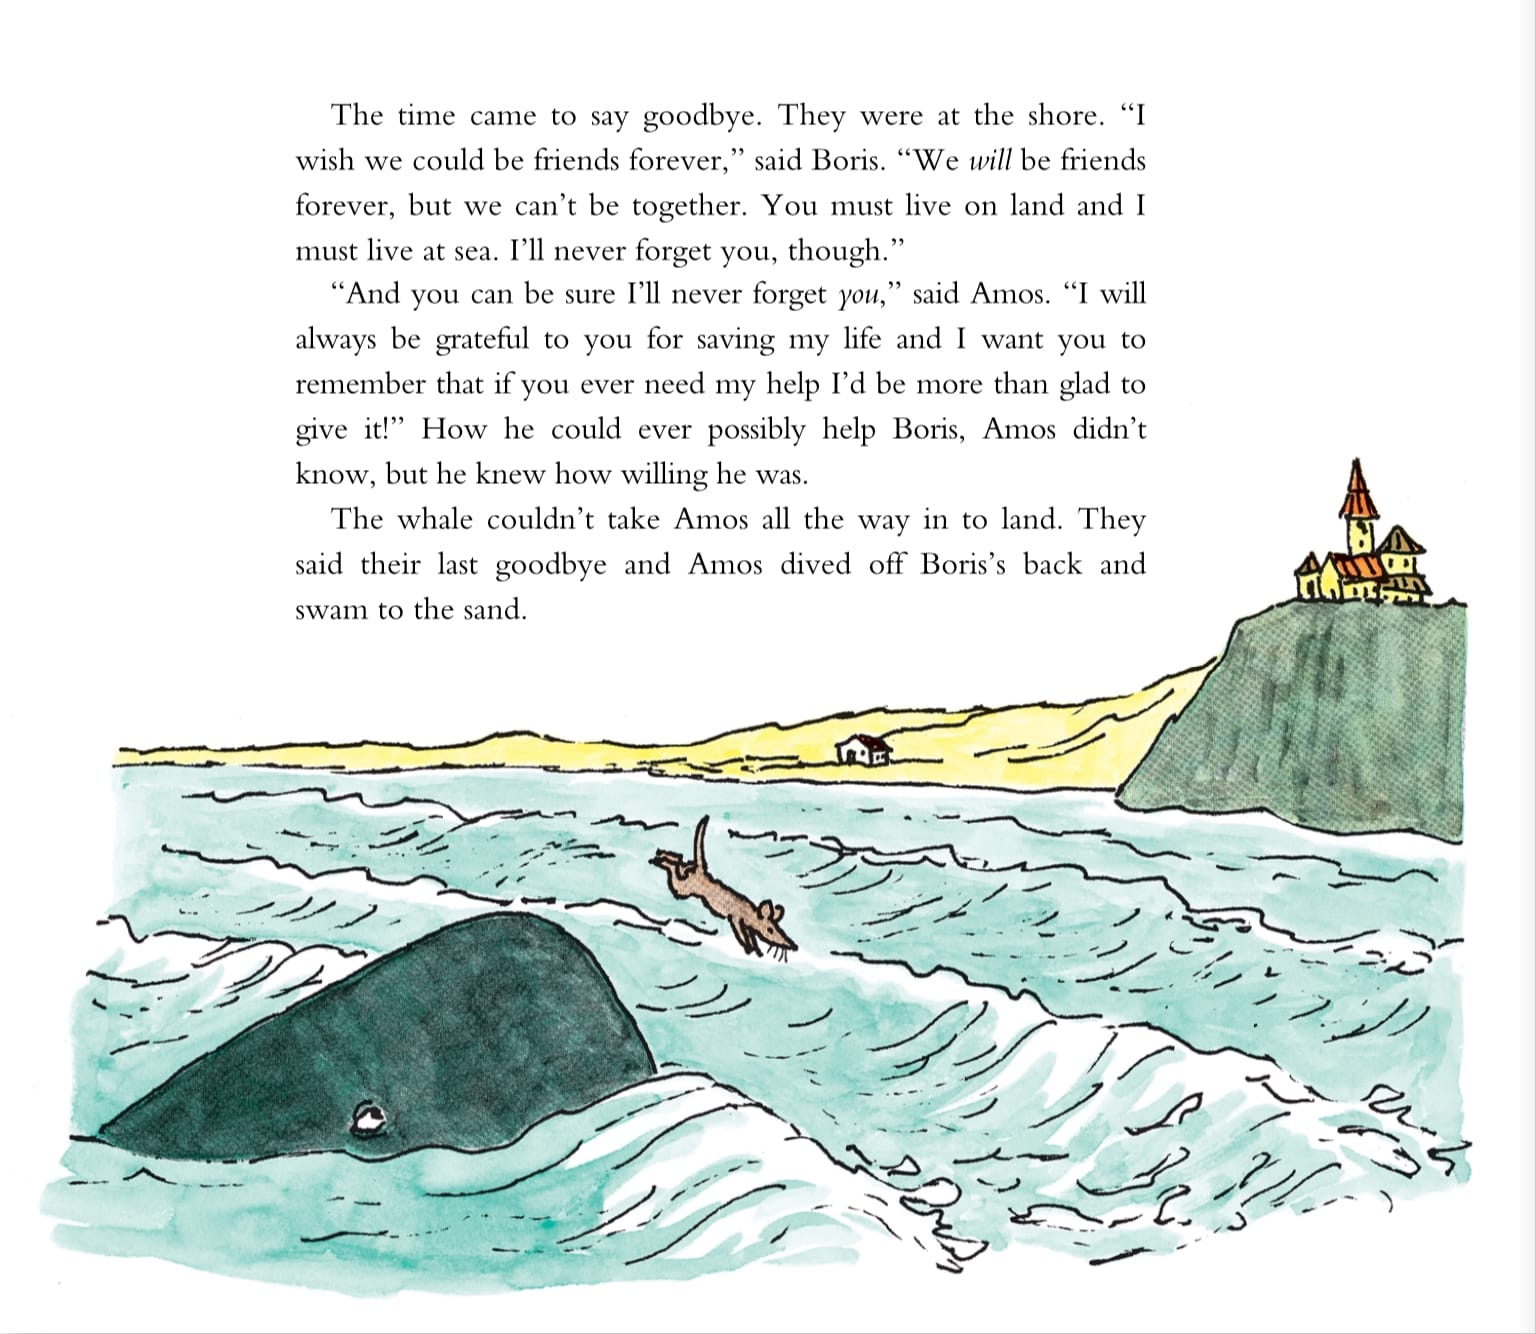 The time came to say goodbye. They were at the shore. “I
wish we could be friends forever,” said Boris. “We will be friends
forever, but we can’t be together. You must live on land and I
must live at sea. I’ll never forget you, though.”
“And you can be sure I’ll never forget you,” said Amos. “I will
always be grateful to you for saving my life and I want you to
remember that if you ever need my help I’d be more than glad to
give it!” How he could ever possibly help Boris, Amos didn’t
know, but he knew how willing he was.
The whale couldn’t take Amos all the way in to land. They
said their last goodbye and Amos dived off Boris’s back and
swam to the sand.